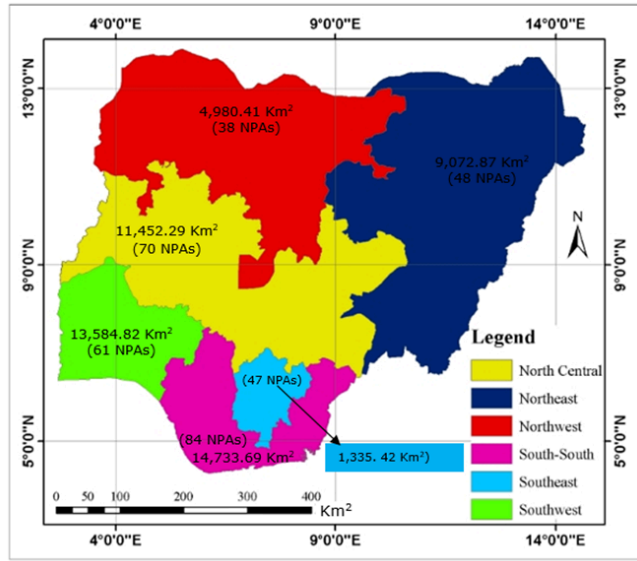 4°0'0"E
9°0'0"E
14°0'0"E
13°0'0"N
13°0'0"N
4,980.41 Km²
(38 NPAs)
9,072.87 Km²
(48 NPAs)
11,452.29 Km²
(70 NPAs)
N
9°0'0"N
9°0'0"N
13,584.82 Km²
(61 NPAs)
Legend
North Central
Northeast
Northwest
South-South
Southeast
Southwest
(47 NPAs)
(84 NPAs)
14,733.69 Km²
1,335. 42 Km²)
5°0'0"N
5°0'0"N
0 50 100 200 300 400
Km²
4°0'0"E
9°0'0"E
14°0'0"E